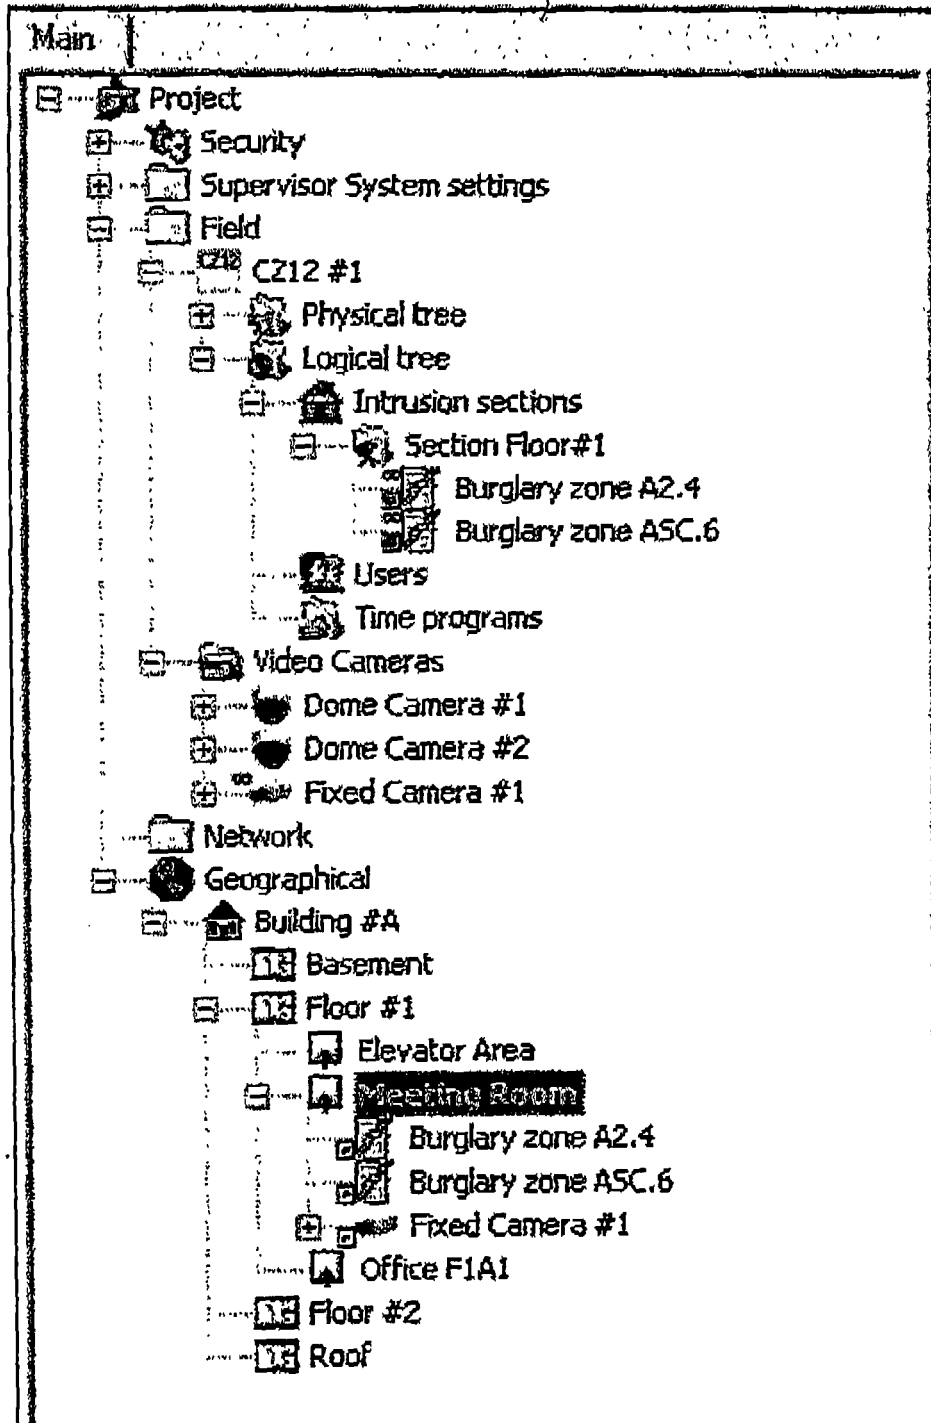 Main
Project
Security
Supervisor System settings
Field
CZ12 #1
Physical tree
Logical tree
Intrusion sections
Section Floor#1
Burglary zone A2.4
Burglary zone ASC.6
Users
Time programs
Video Cameras
Dome Camera #1
Dome Camera #2
Fixed Camera #1
Network
Geographical
Building #A
Basement
Floor #1
Elevator Area
Meeting Room
Burglary zone A2.4
Burglary zone ASC.6
Fixed Camera #1
Office F1A1
Floor #2
Roof